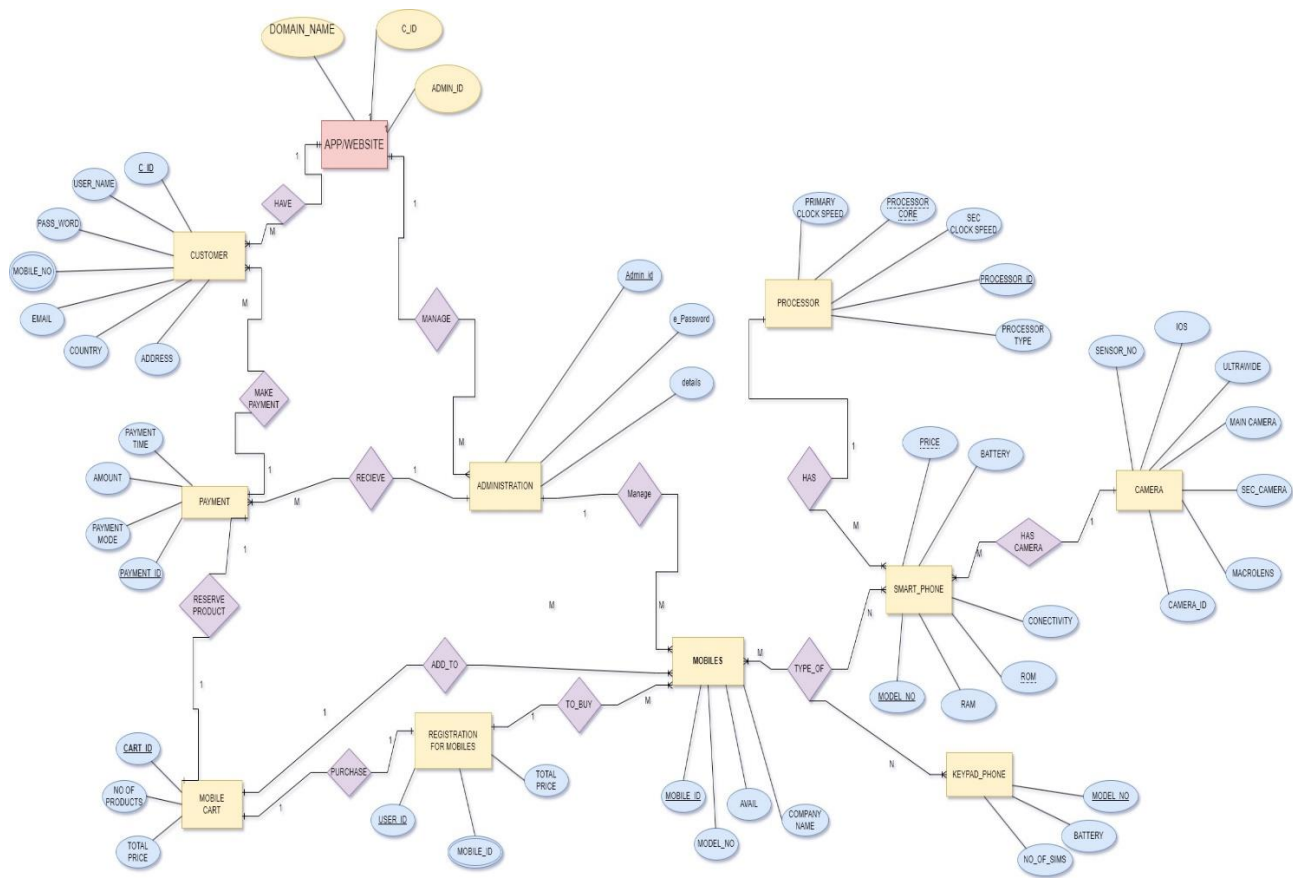 DOMAIN_NAME
C_ID
ADMIN_ID
1
1
APP/WEBSITE
1
1
HAVE
M
C_ID
USER_NAME
PASS_WORD
MOBILE_NO
EMAIL
COUNTRY
ADDRESS
CUSTOMER
M
MANAGE
M
MAKE
PAYMENT
1
Admin_id
e_Password
details
ADMINISTRATION
PAYMENT
TIME
AMOUNT
PAYMENT
MODE
PAYMENT_ID
PAYMENT
M
RECIEVE
1
1
Manage
M
M
1
RESERVE
PRODUCT
1
PRIMARY
CLOCK SPEED
PROCESSOR
CORE
SEC
CLOCK SPEED
PROCESSOR_ID
PROCESSOR
TYPE
PROCESSOR
1
HAS
M
SENSOR_NO
IOS
ULTRAWIDE
MAIN CAMERA
SEC_CAMERA
MACROLENS
CAMERA_ID
CAMERA
1
HAS
CAMERA
M
PRICE
BATTERY
SMART_PHONE
CONECTIVITY
ROM
RAM
MODEL_NO
N
TYPE_OF
M
N
MOBILES
MOBILE_ID
MODEL_NO
AVAIL
COMPANY
NAME
KEYPAD_PHONE
MODEL_NO
BATTERY
NO_OF_SIMS
ADD_TO
1
TO_BUY
1
M
REGISTRATION
FOR MOBILES
USER_ID
MOBILE_ID
TOTAL
PRICE
PURCHASE
1
1
CART_ID
NO OF
PRODUCTS
TOTAL
PRICE
MOBILE
CART